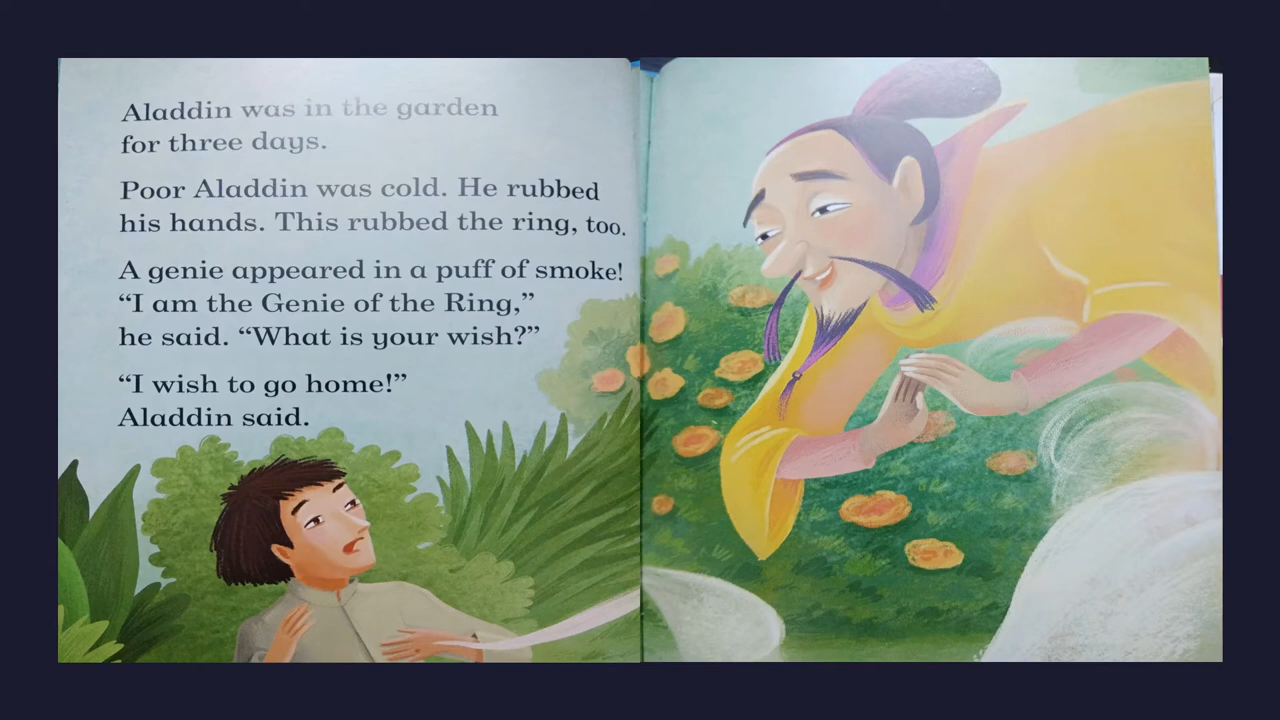 Aladdin was in the garden
for three days.
Poor Aladdin was cold. He rubbed
his hands. This rubbed the ring, too.
A genie appeared in a puff of smoke!
“I am the Genie of the Ring,”
he said. “What is your wish?”
“I wish to go home!”
Aladdin said.